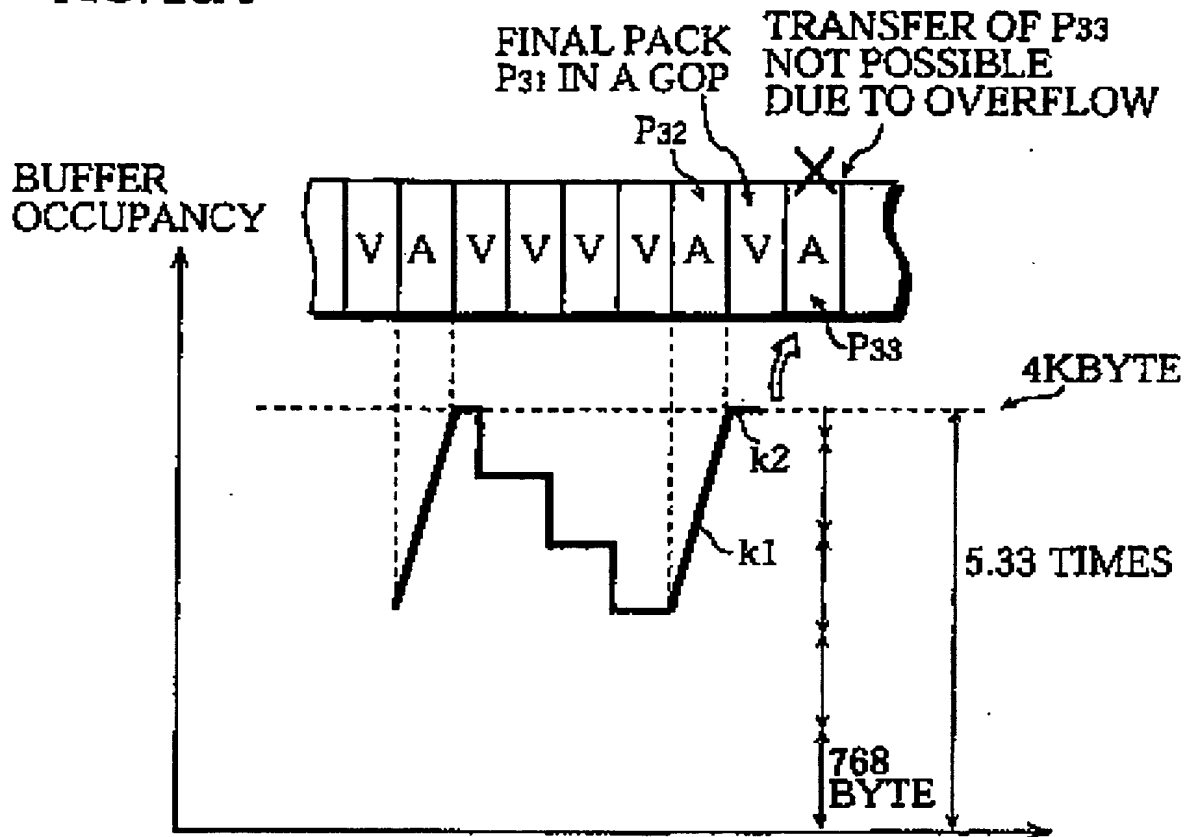 FINAL PACK
P31 IN A GOP
TRANSFER OF P33
NOT POSSIBLE
DUE TO OVERFLOW
P32
BUFFER
OCCUPANCY
V A V V V V A V A
P33
4KBYTE
k2
k1
5.33 TIMES
768
BYTE